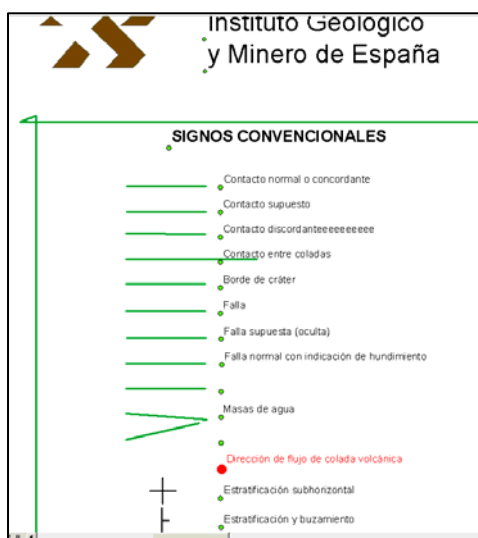 Instituto Geológico
y Minero de España
SIGNOS CONVENCIONALES
Contacto normal o concordante
Contacto supuesto
Contacto discordanteeeeeeeeee
Contacto entre coladas
Borde de cráter
Falla
Falla supuesta (oculta)
Falla normal con indicación de hundimiento
Masas de agua
Dirección de flujo de colada volcánica
Estratificación subhorizontal
Estratificación y buzamiento